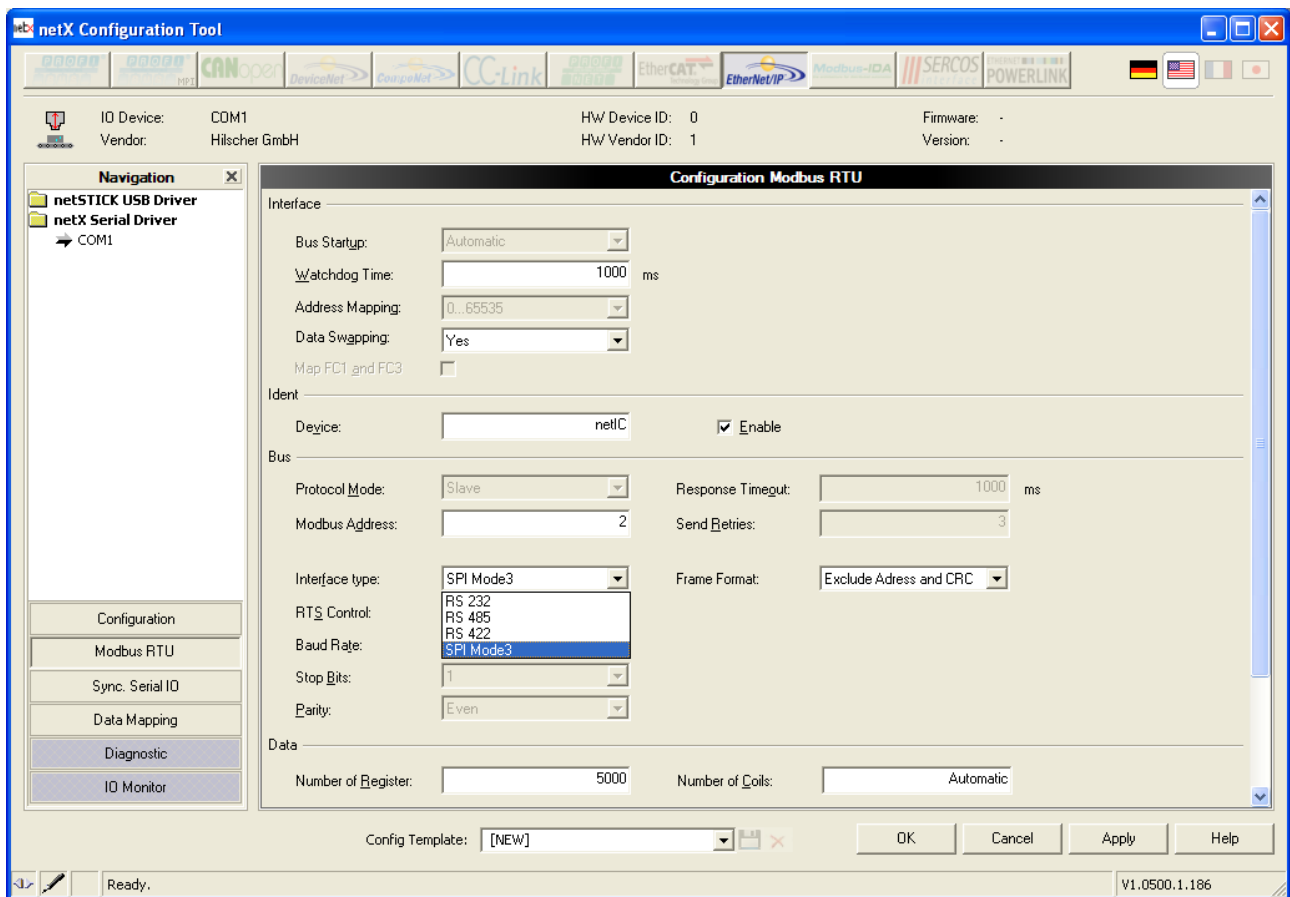 netX Configuration Tool
MPI CANopen DeviceNet CompoNet CC-Link EtherCAT EtherNet/IP Modbus-IDA SERCOS interface POWERLINK
IO Device: COM1 HW Device ID: 0 Firmware: -
Vendor: Hilscher GmbH HW Vendor ID: 1 Version: -
Navigation
netSTICK USB Driver
netX Serial Driver
COM1
Configuration
Modbus RTU
Sync. Serial IO
Data Mapping
Diagnostic
IO Monitor
Configuration Modbus RTU
Interface
Bus Startup: Automatic
Watchdog Time: 1000 ms
Address Mapping: 0...65535
Data Swapping: Yes
Map FC1 and FC3
Ident
Device: netIC Enable
Bus
Protocol Mode: Slave Response Timeout: 1000 ms
Modbus Address: 2 Send Retries: 3
Interface type: SPI Mode3 Frame Format: Exclude Adress and CRC
RS 232
RS 485
RS 422
SPI Mode3
RTS Control:
Baud Rate:
Stop Bits: 1
Parity: Even
Data
Number of Register: 5000 Number of Coils: Automatic
Config Template: [NEW] OK Cancel Apply Help
Ready. V1.0500.1.186